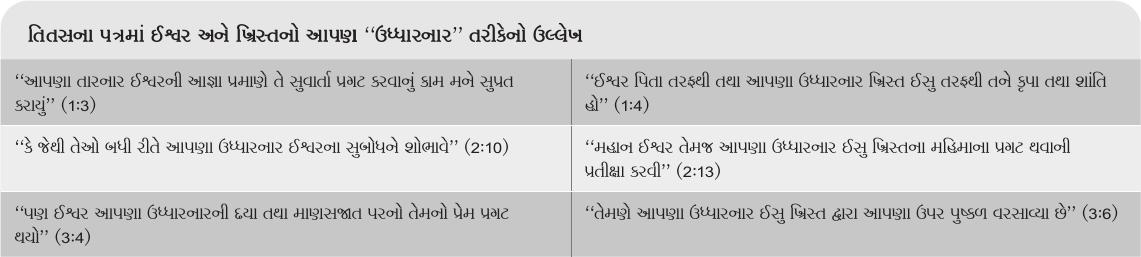 તિતસના પત્રમાં ઈશ્વર અને ખ્રિસ્તનો આપણ “ઉધ્ધારનાર” તરીકેનો ઉલ્લેખ
“આપણા તારનાર ઈશ્વરની આજ્ઞા પ્રમાણે તે સુવાર્તા પ્રગટ કરવાનું કામ મને સુપ્રત
કરાયું” (1:3)
“ઈશ્વર પિતા તરફ્થી તથા આપણા ઉધ્ધારનાર ખ્રિસ્ત ઈસુ તરફ્થી તને કૃપા તથા શાંતિ
હો” (1:4)
“કે જેથી તેઓ બધી રીતે આપણા ઉધ્ધારનાર ઈશ્વરના સુબોધને શોભાવે” (2:10)
“મહાન ઈશ્વર તેમજ આપણા ઉધ્ધારનાર ઈસુ ખ્રિસ્તના મહિમાના પ્રગટ થવાની
પ્રતીક્ષા કરવી” (2:13)
“પણ ઈશ્વર આપણા ઉધ્ધારનારની દયા તથા માણસજાત પરનો તેમનો પ્રેમ પ્રગટ
થયો” (3:4)
“તેમણે આપણા ઉધ્ધારનાર ઈસુ ખ્રિસ્ત દ્વારા આપણા ઉપર પુષ્કળ વરસાવ્યા છે” (3:6)